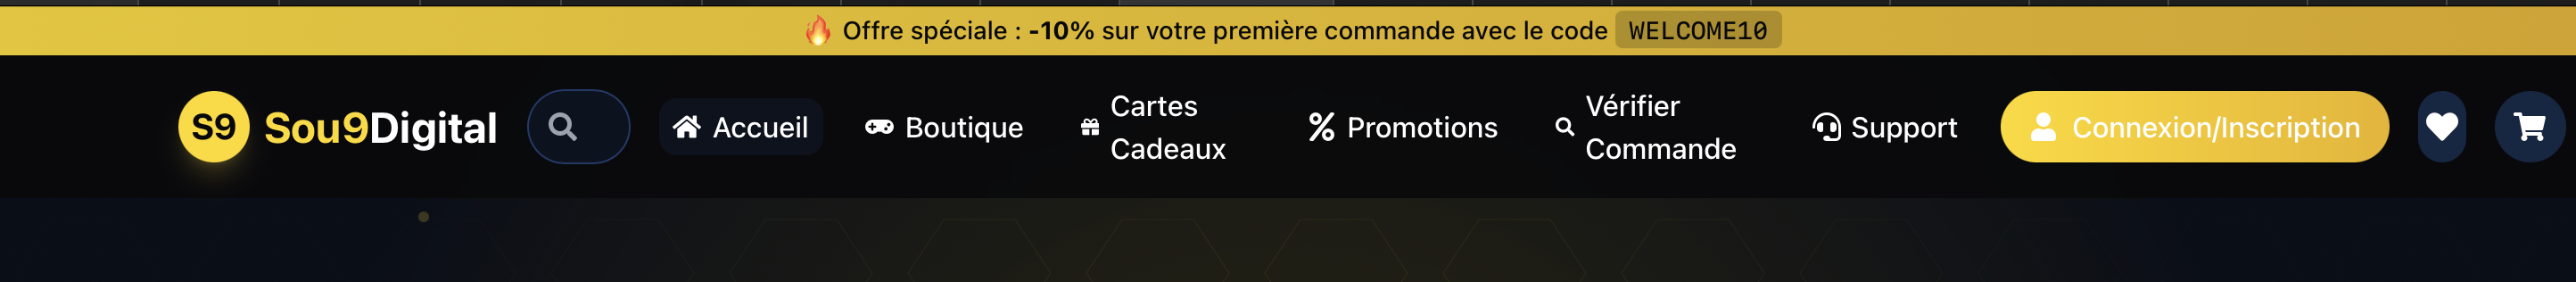 🔥 Offre spéciale : -10% sur votre première commande avec le code WELCOME10
S9 Sou9Digital
Accueil
Boutique
Cartes
Cadeaux
Promotions
Vérifier
Commande
Support
Connexion/Inscription